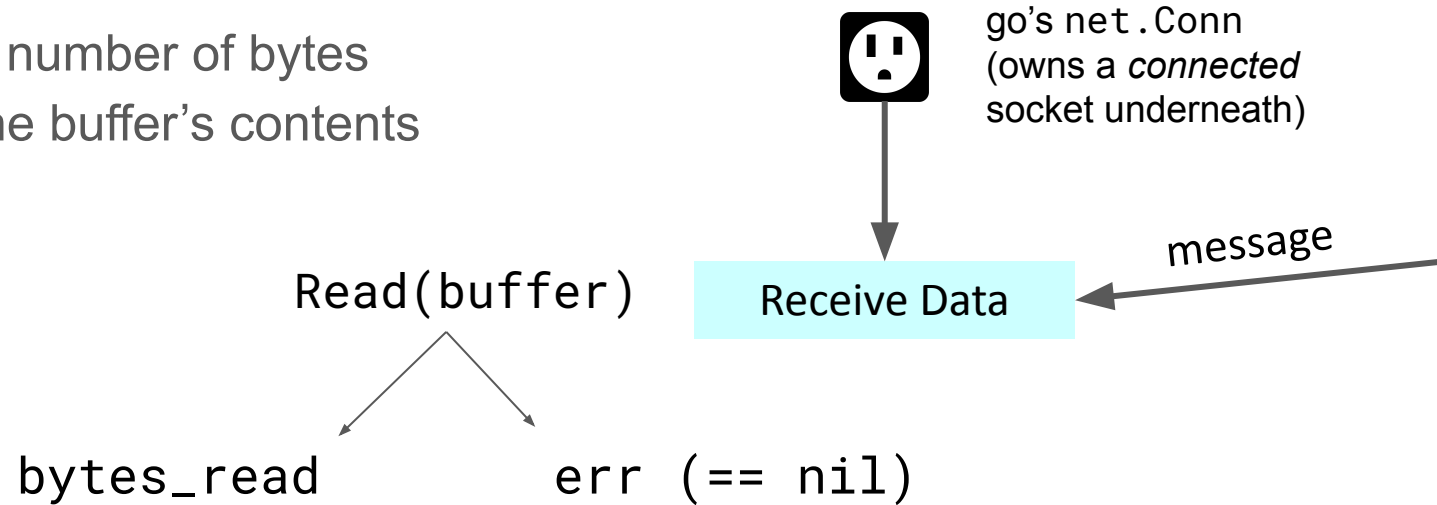 number of bytes
he buffer’s contents
go’s net.Conn
(owns a connected
socket underneath)
message
Read(buffer)
Receive Data
bytes_read
err (== nil)